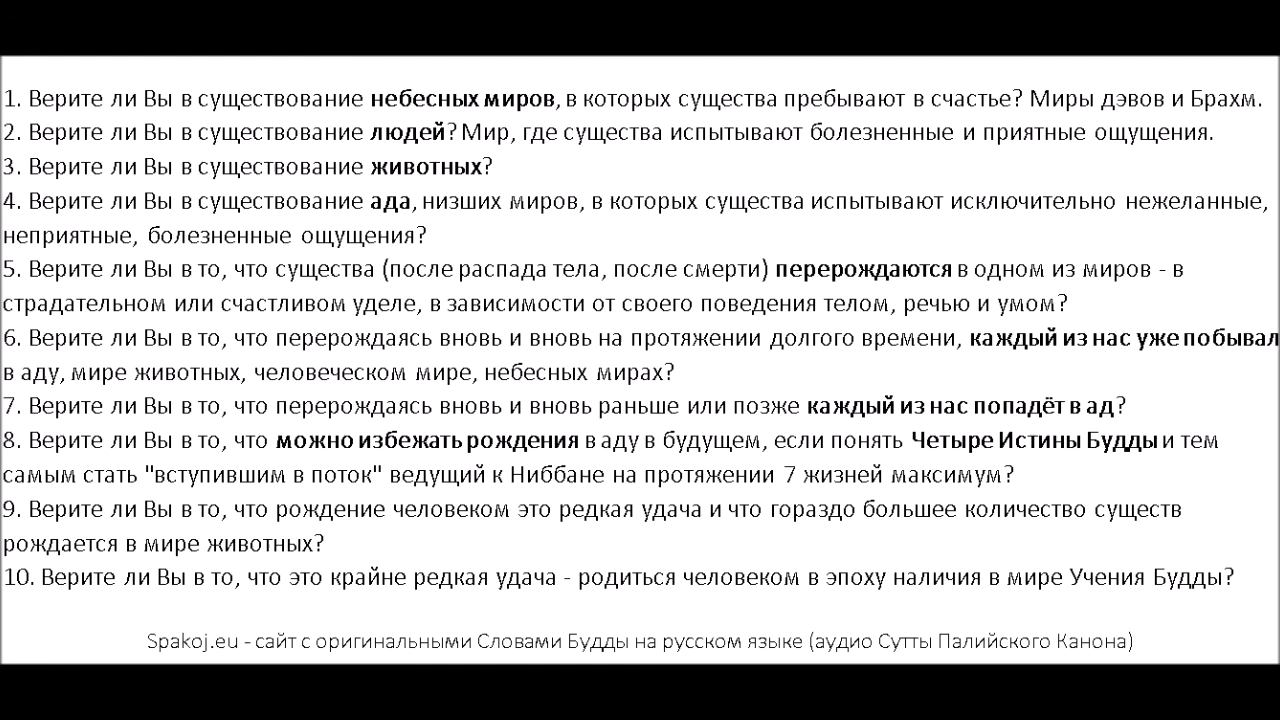 1. Верите ли Вы в существование небесных миров, в которых существа пребывают в счастье? Миры дэвов и Брахм.
2. Верите ли Вы в существование людей? Мир, где существа испытывают болезненные и приятные ощущения.
3. Верите ли Вы в существование животных?
4. Верите ли Вы в существование ада, низших миров, в которых существа испытывают исключительно нежеланные,
неприятные, болезненные ощущения?
5. Верите ли Вы в то, что существа (после распада тела, после смерти) перерождаются в одном из миров - в
страдательном или счастливом уделе, в зависимости от своего поведения телом, речью и умом?
6. Верите ли Вы в то, что перерождаясь вновь и вновь на протяжении долгого времени, каждый из нас уже побывал
в аду, мире животных, человеческом мире, небесных мирах?
7. Верите ли Вы в то, что перерождаясь вновь и вновь раньше или позже каждый из нас попадёт в ад?
8. Верите ли Вы в то, что можно избежать рождения в аду в будущем, если понять Четыре Истины Будды и тем
самым стать "вступившим в поток" ведущий к Ниббане на протяжении 7 жизней максимум?
9. Верите ли Вы в то, что рождение человеком это редкая удача и что гораздо большее количество существ
рождается в мире животных?
10. Верите ли Вы в то, что это крайне редкая удача - родиться человеком в эпоху наличия в мире Учения Будды?
Spakoj.eu - сайт с оригинальными Словами Будды на русском языке (аудио Сутты Палийского Канона)